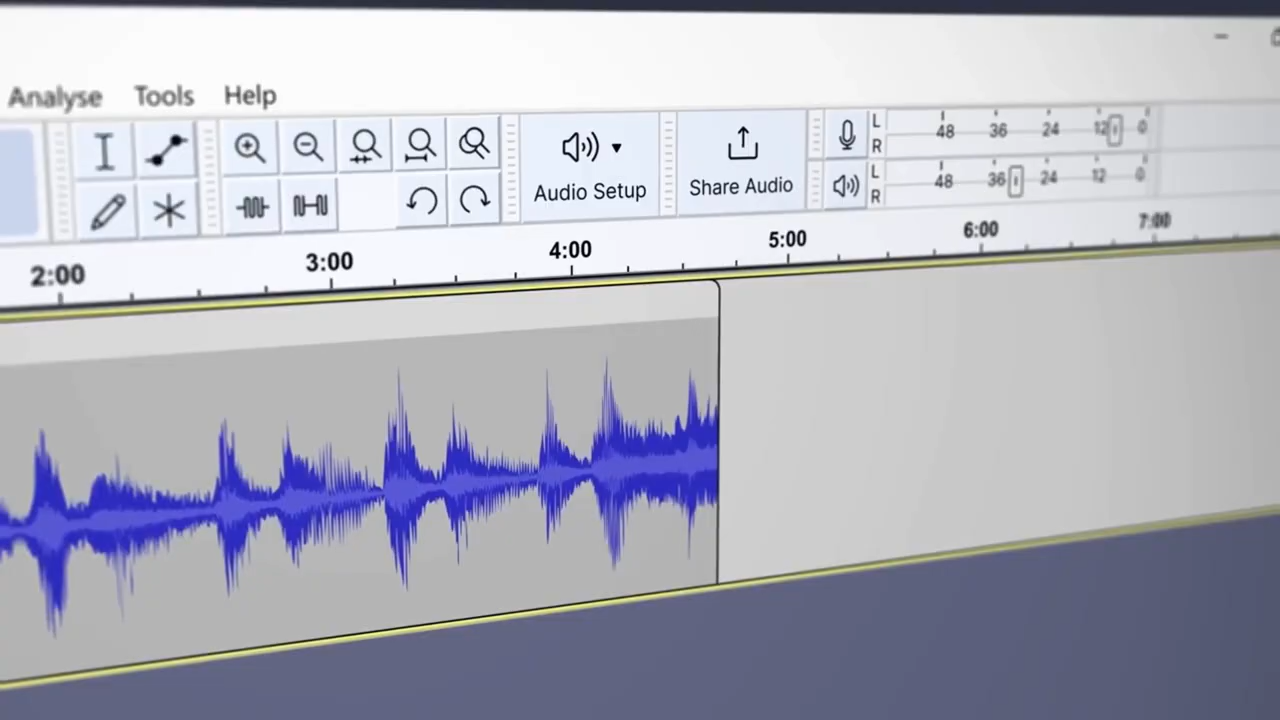 Analyse Tools Help
L
R
48 36 24 12 0
Audio Setup
Share Audio
L
R
48 36 24 12 0
2:00 3:00 4:00 5:00 6:00 7:00